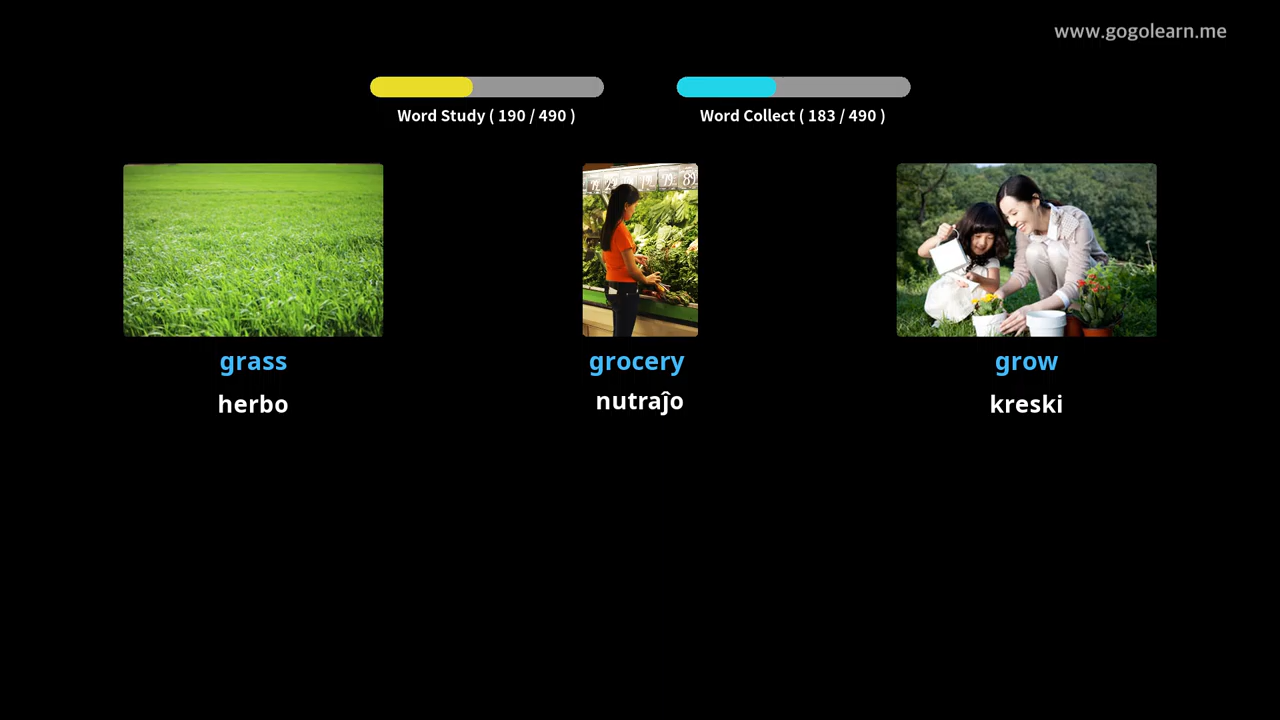 www.gogolearn.me
Word Study ( 190 / 490 )
Word Collect ( 183 / 490 )
grass
grocery
grow
herbo
nutraĵo
kreski